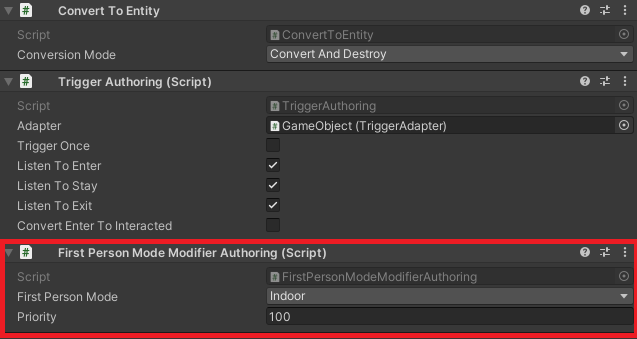 Convert To Entity
Script ConvertToEntity
Conversion Mode Convert And Destroy
Trigger Authoring (Script)
Script TriggerAuthoring
Adapter GameObject (TriggerAdapter)
Trigger Once
Listen To Enter
Listen To Stay
Listen To Exit
Convert Enter To Interacted
First Person Mode Modifier Authoring (Script)
Script FirstPersonModeModifierAuthoring
First Person Mode Indoor
Priority 100